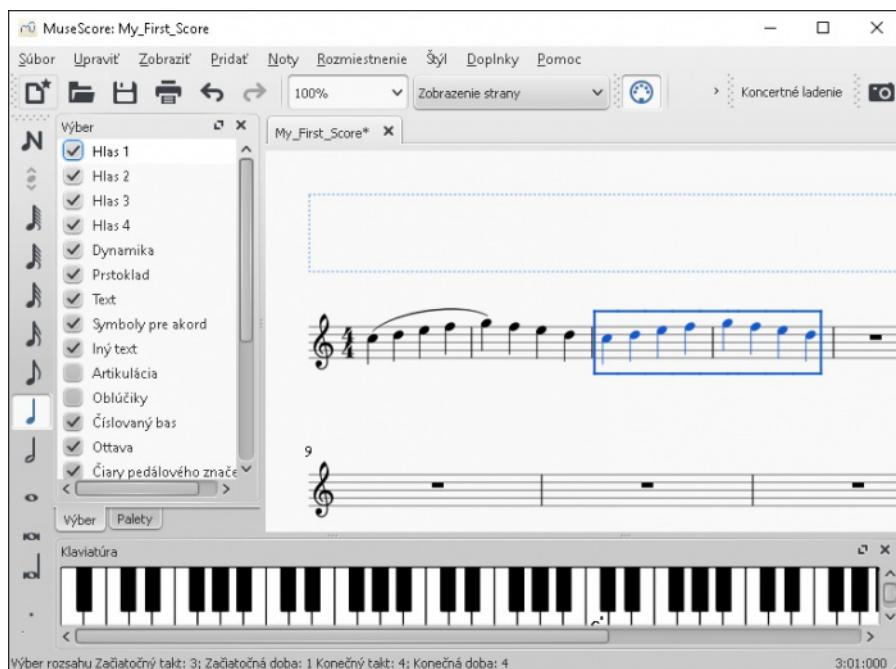 MuseScore: My_First_Score
Súbor Upraviť Zobraziť Pridať Noty Rozmiestnenie Štýl Doplnky Pomoc
100% Zobrazenie strany Koncertné ladenie
Výber
My_First_Score*
Hlas 1
Hlas 2
Hlas 3
Hlas 4
Dynamika
Prstoklad
Text
Symboly pre akord
Iný text
Artikulácia
Oblúčiky
Číslovaný bas
Ottava
Čiary pedálového znače
Výber Palety
4
4
9
Klaviatúra
Výber rozsahu Začiatočný takt: 3; Začiatočná doba: 1 Konečný takt: 4; Konečná doba: 4 3:01:000